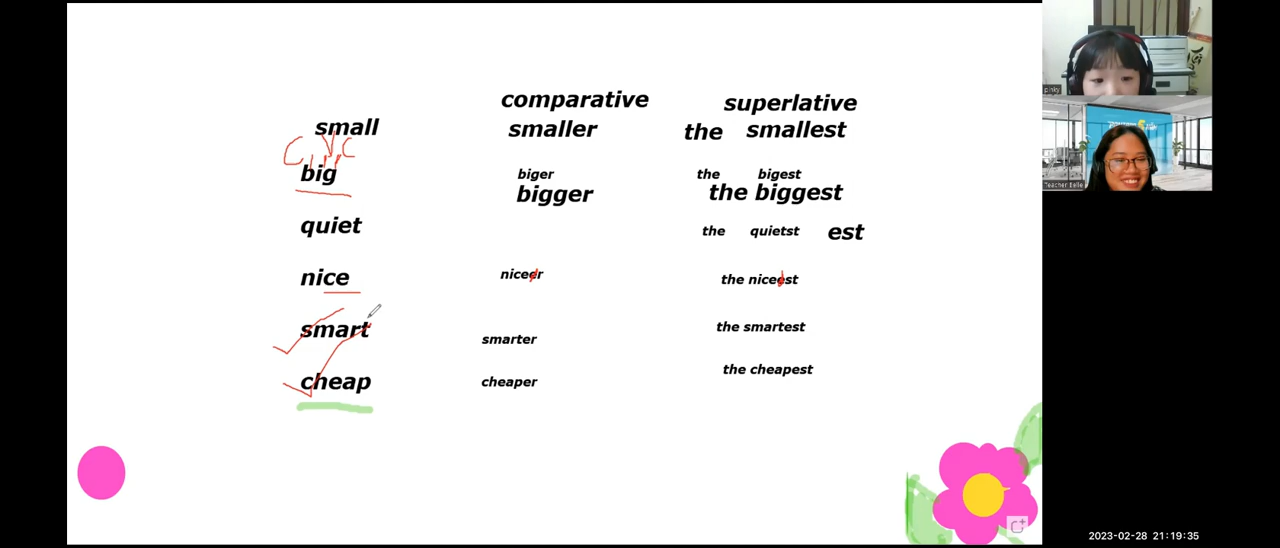 comparative superlative
small smaller the smallest
C V C
big biger the bigest
bigger the biggest
quiet the quietst est
nice niceer the niceest
smart smarter the smartest
cheap cheaper the cheapest
pinky
2023-02-28 21:19:35